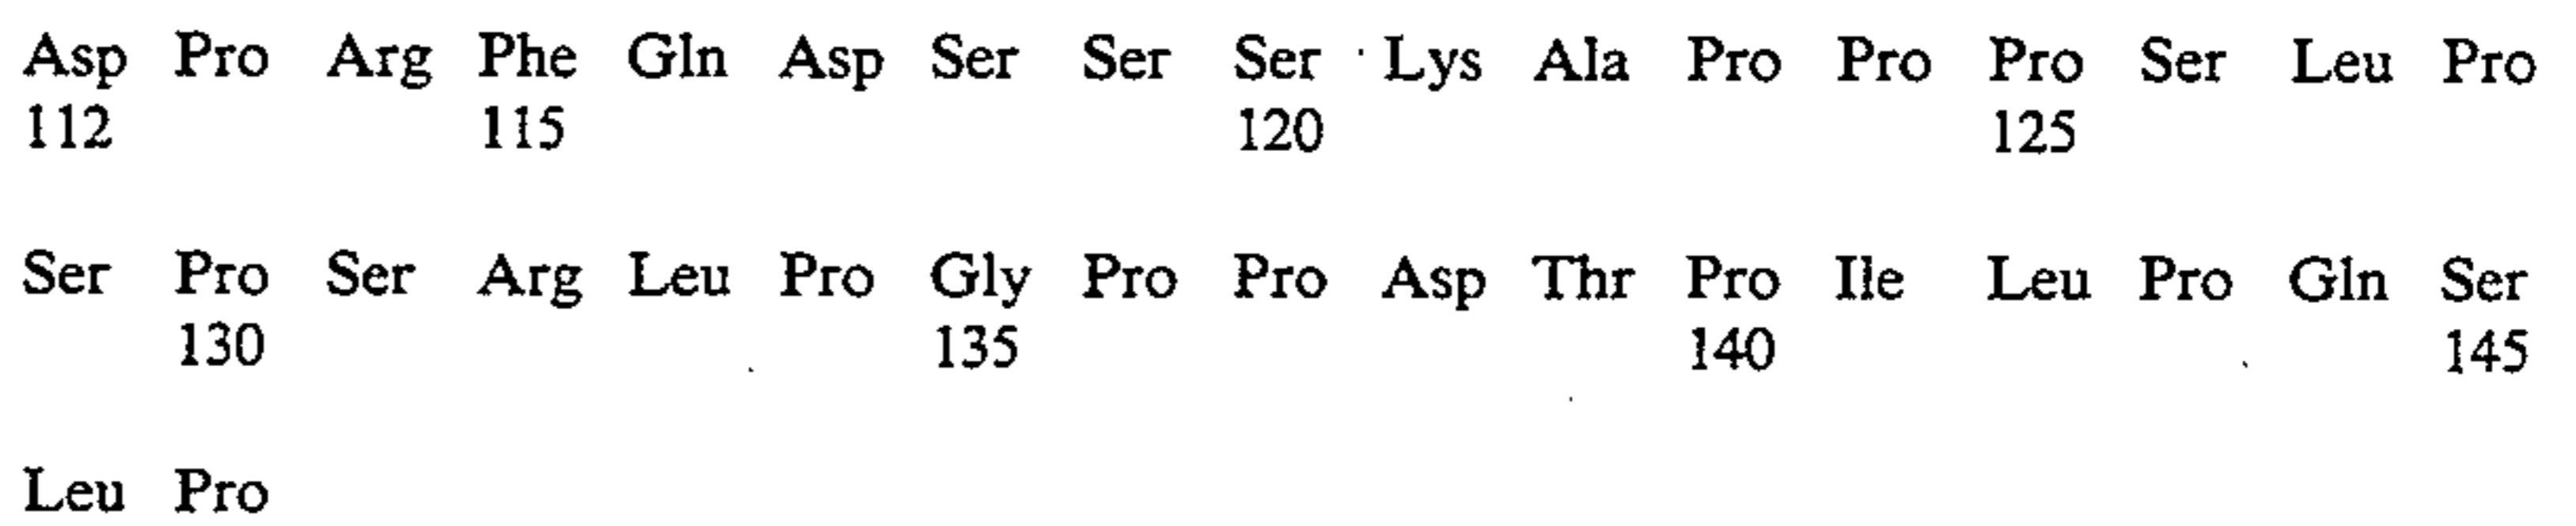 Asp Pro Arg Phe Gln Asp Ser Ser Ser Lys Ala Pro Pro Pro Ser Leu Pro
112 115 120 125
Ser Pro Ser Arg Leu Pro Gly Pro Pro Asp Thr Pro Ile Leu Pro Gln Ser
130 135 140 145
Leu Pro